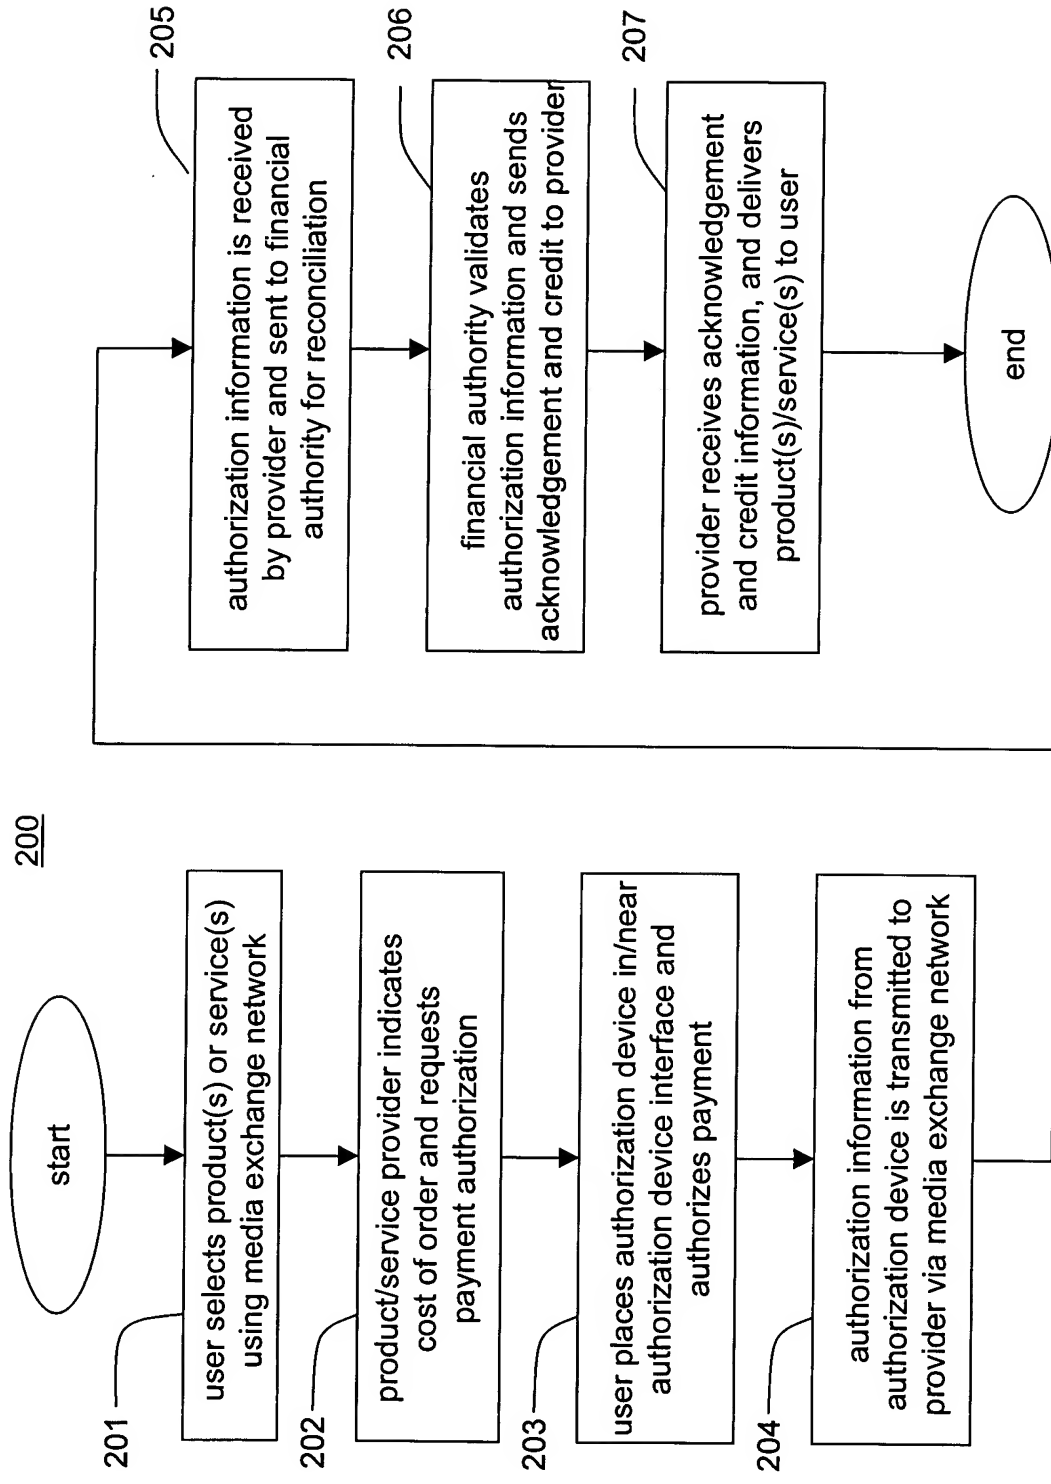 200
start
201
user selects product(s) or service(s)
using media exchange network
202
product/service provider indicates
cost of order and requests
payment authorization
203
user places authorization device in/near
authorization device interface and
authorizes payment
204
authorization information from
authorization device is transmitted to
provider via media exchange network
205
authorization information is received
by provider and sent to financial
authority for reconciliation
206
financial authority validates
authorization information and sends
acknowledgement and credit to provider
207
provider receives acknowledgement
and credit information, and delivers
product(s)/service(s) to user
end